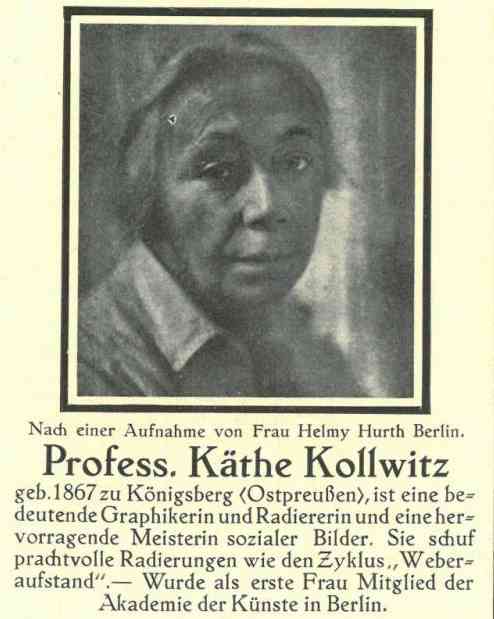 Nach einer Aufnahme von Frau Helmy Hurth Berlin.
Profess. Käthe Kollwitz
geb. 1867 zu Königsberg (Ostpreußen), ist eine be=
deutende Graphikerin und Radiererin und eine her=
vorragende Meisterin sozialer Bilder. Sie schuf
prachtvolle Radierungen wie den Zyklus „Weber=
aufstand“. — Wurde als erste Frau Mitglied der
Akademie der Künste in Berlin.